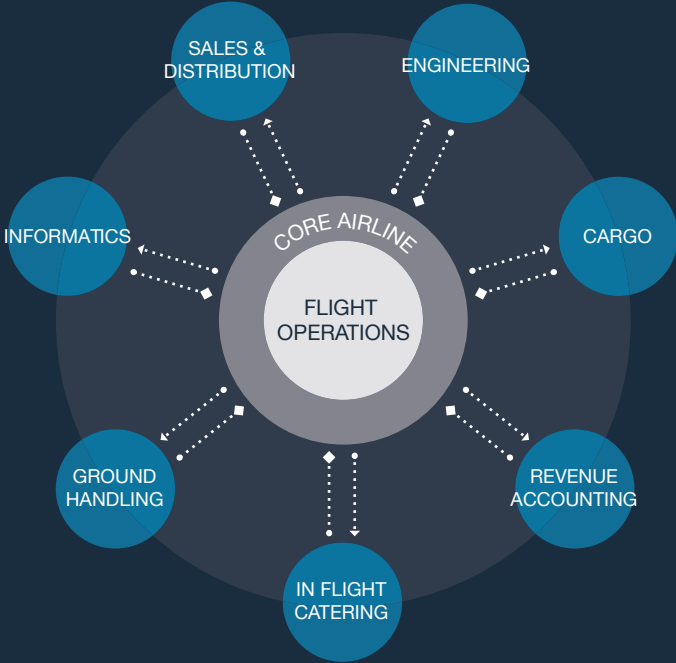 SALES &
DISTRIBUTION
ENGINEERING
INFORMATICS
CORE AIRLINE
CARGO
FLIGHT
OPERATIONS
GROUND
HANDLING
REVENUE
ACCOUNTING
IN FLIGHT
CATERING